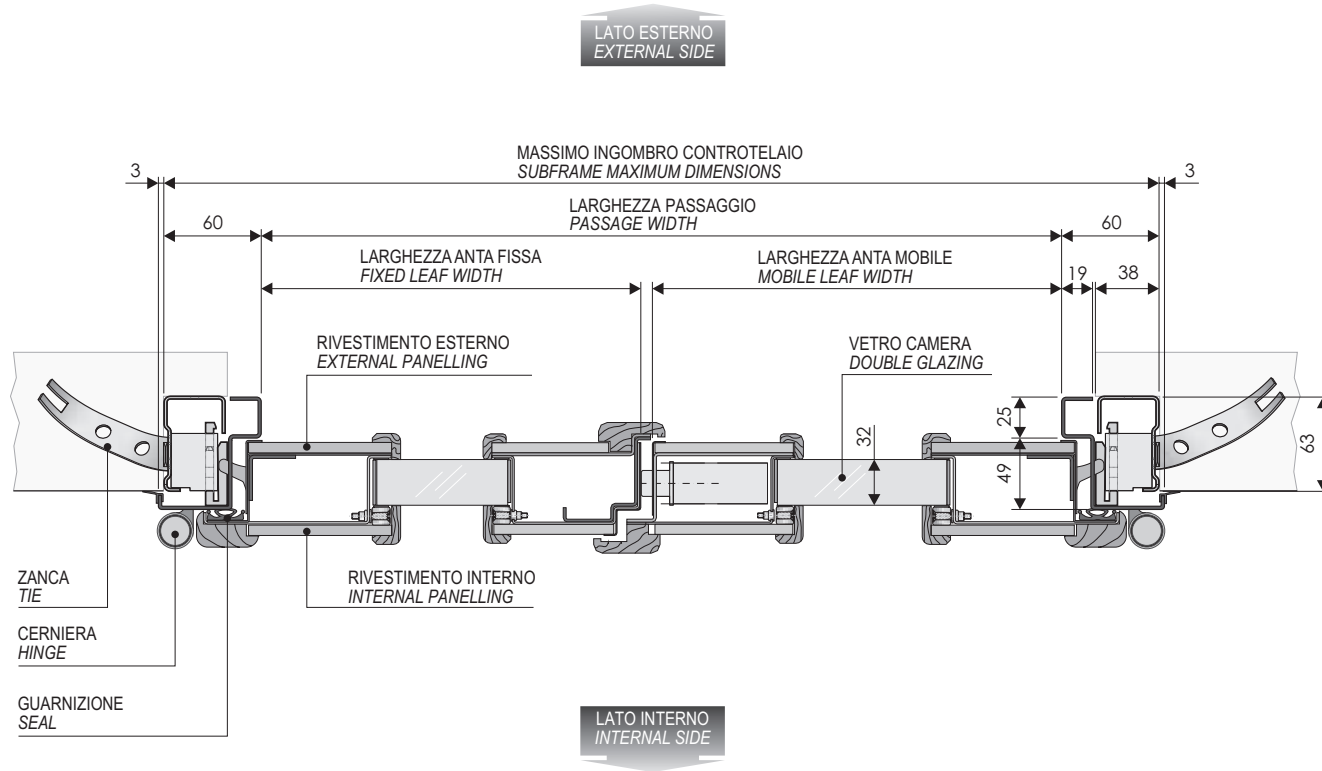 LATO ESTERNO
EXTERNAL SIDE
MASSIMO INGOMBRO CONTROTELAIO
SUBFRAME MAXIMUM DIMENSIONS
3
3
LARGHEZZA PASSAGGIO
PASSAGE WIDTH
60
60
LARGHEZZA ANTA FISSA
FIXED LEAF WIDTH
LARGHEZZA ANTA MOBILE
MOBILE LEAF WIDTH
19
38
RIVESTIMENTO ESTERNO
EXTERNAL PANELLING
VETRO CAMERA
DOUBLE GLAZING
25
63
32
49
ZANCA
TIE
RIVESTIMENTO INTERNO
INTERNAL PANELLING
CERNIERA
HINGE
GUARNIZIONE
SEAL
LATO INTERNO
INTERNAL SIDE